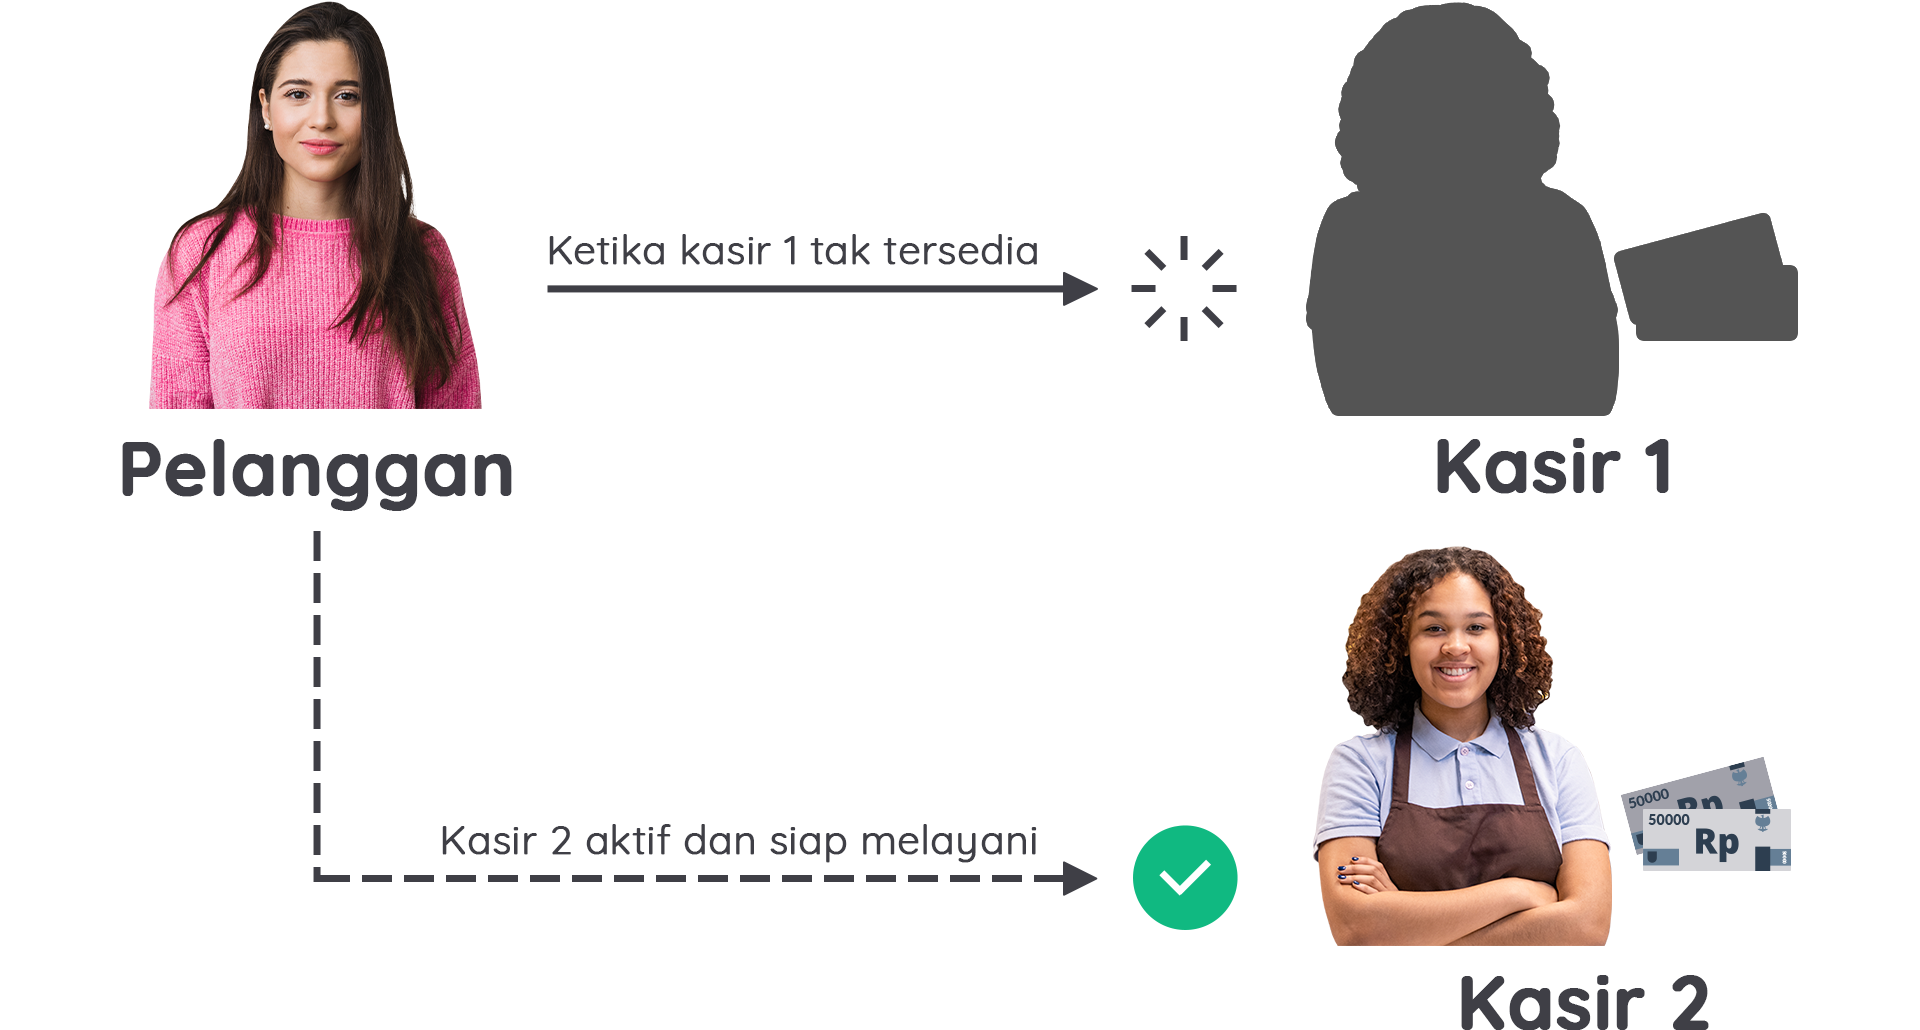 Ketika kasir 1 tak tersedia
Pelanggan
Kasir 1
Kasir 2 aktif dan siap melayani
50000
Rp
50000
Rp
Kasir 2